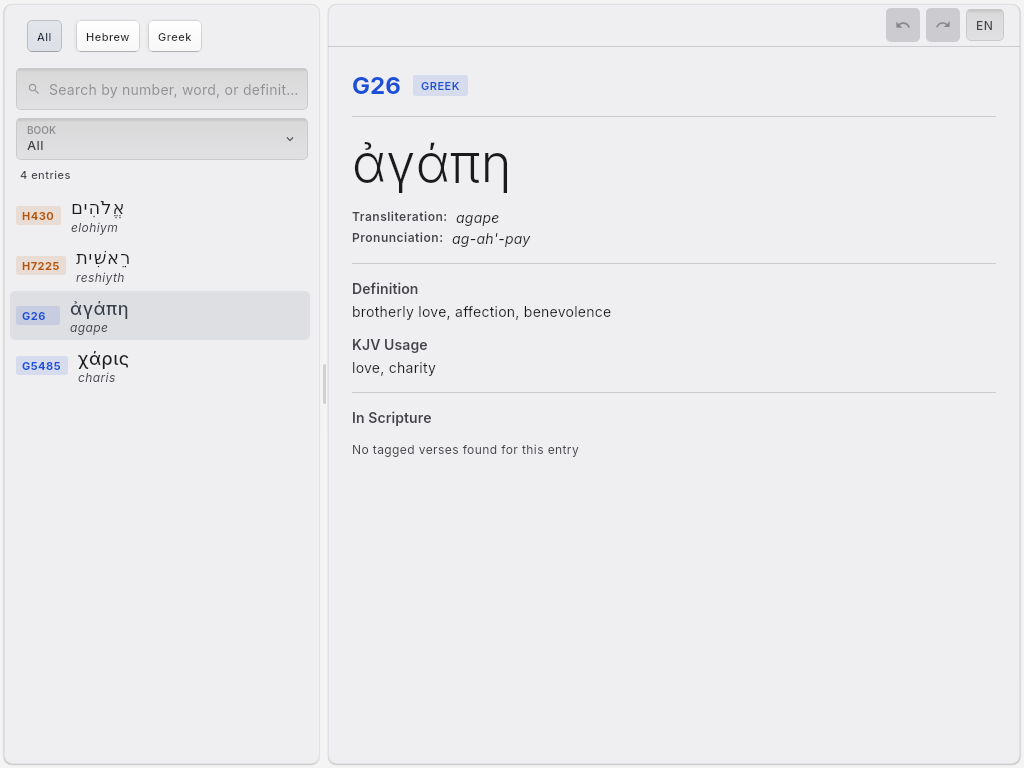 All
Hebrew
Greek
Search by number, word, or definit...
BOOK
All
4 entries
H430
אֱלֹהִים
elohiym
H7225
רֵאשִׁית
reshiyth
G26
ἀγάπη
agape
G5485
χάρις
charis
EN
G26
GREEK
ἀγάπη
Transliteration: agape
Pronunciation: ag-ah'-pay
Definition
brotherly love, affection, benevolence
KJV Usage
love, charity
In Scripture
No tagged verses found for this entry